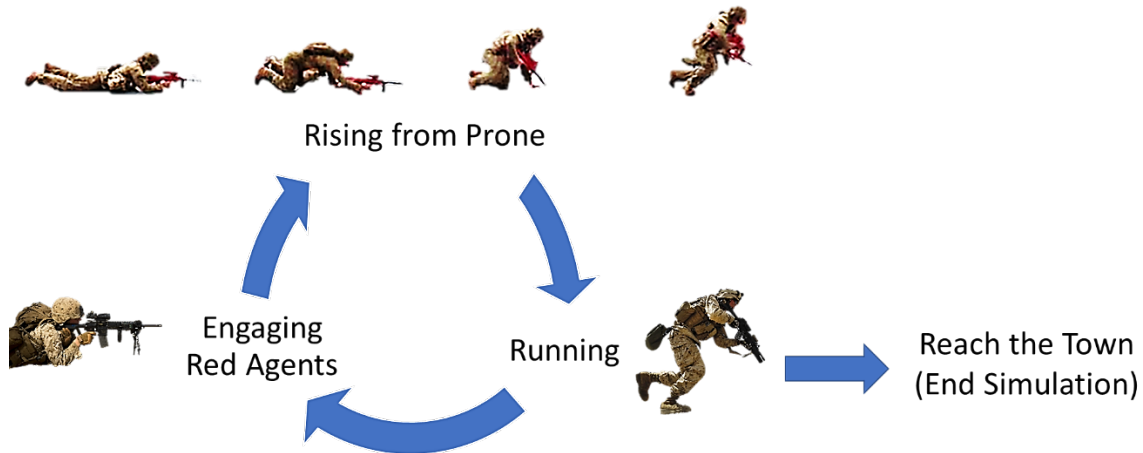 Rising from Prone
Engaging
Red Agents
Running
Reach the Town
(End Simulation)